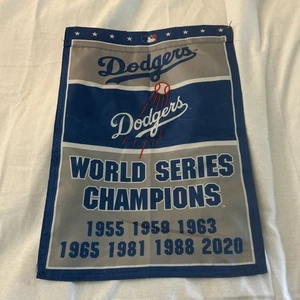 Dodgers
Dodgers
WORLD SERIES
CHAMPIONS
1955 1959 1963
1965 1981 1988 2020